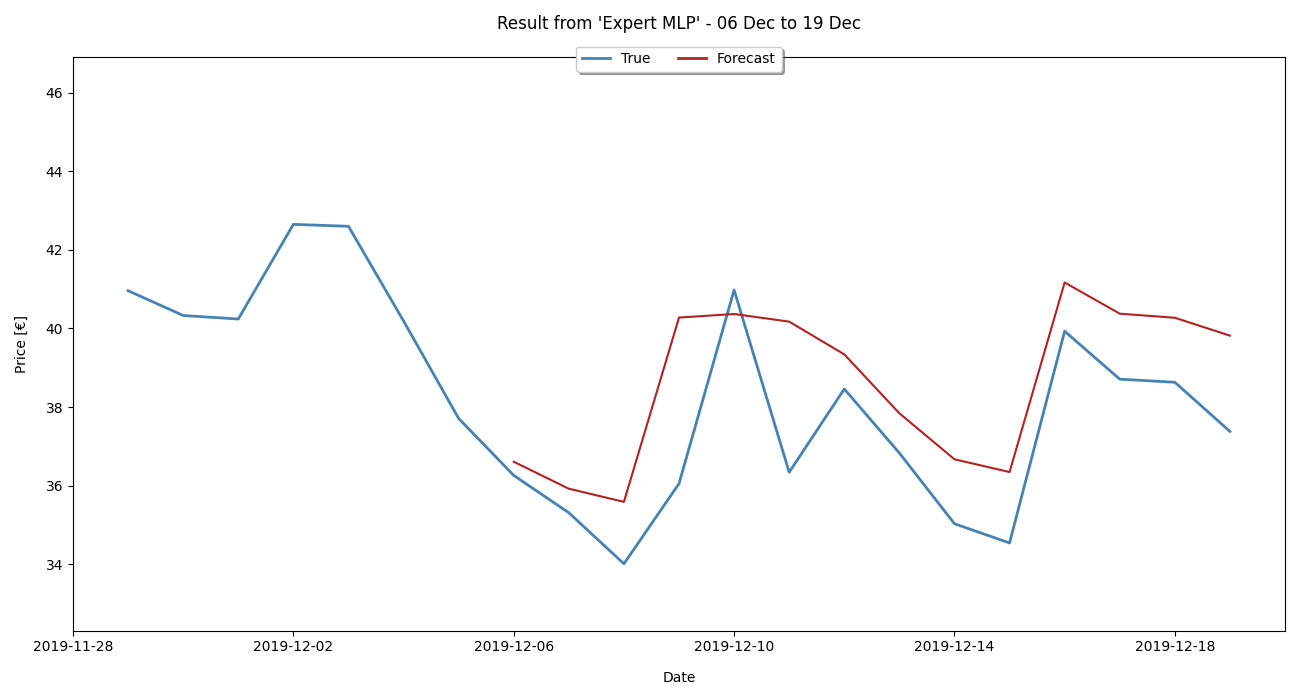 Result from 'Expert MLP' - 06 Dec to 19 Dec
True
Forecast
46
44
42
40
38
36
34
Price [€]
2019-11-28
2019-12-02
2019-12-06
2019-12-10
2019-12-14
2019-12-18
Date